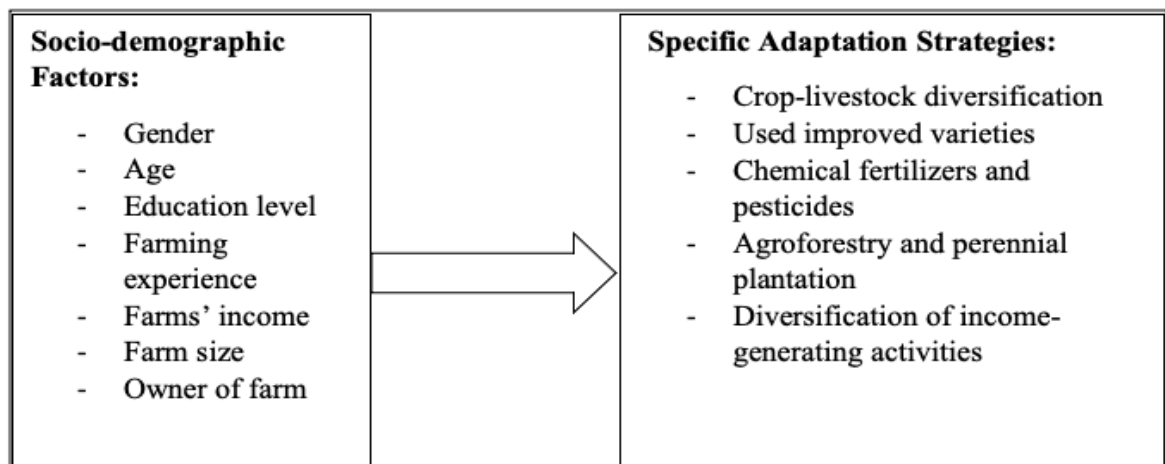 Socio-demographic
Factors:
- Gender
- Age
- Education level
- Farming
experience
- Farms’ income
- Farm size
- Owner of farm
Specific Adaptation Strategies:
- Crop-livestock diversification
- Used improved varieties
- Chemical fertilizers and
pesticides
- Agroforestry and perennial
plantation
- Diversification of income-
generating activities